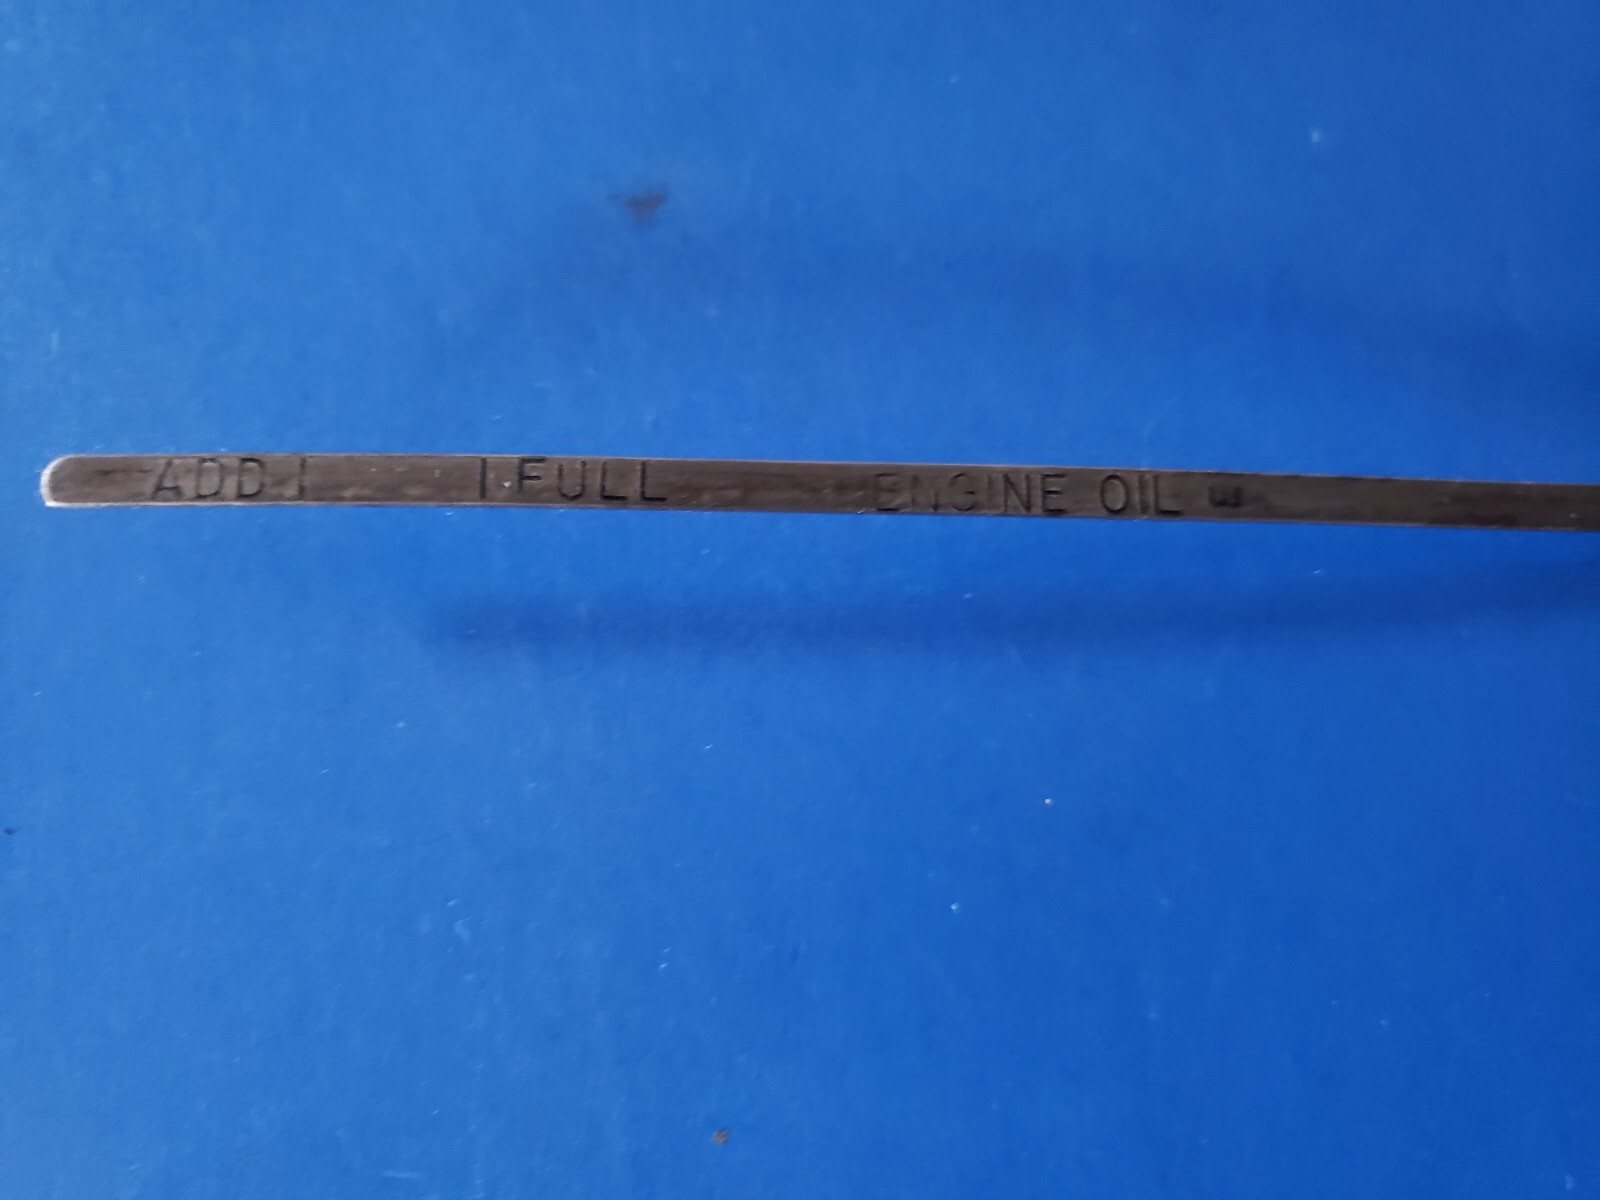 ADD | | FULL ENGINE OIL